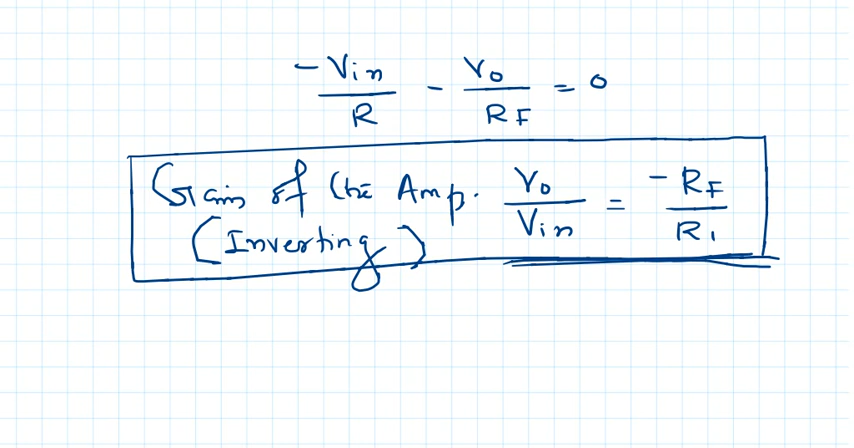 -Vin/R - Vo/RF = 0
Gain of the Amp. Vo/Vin = -RF/R1
(Inverting)